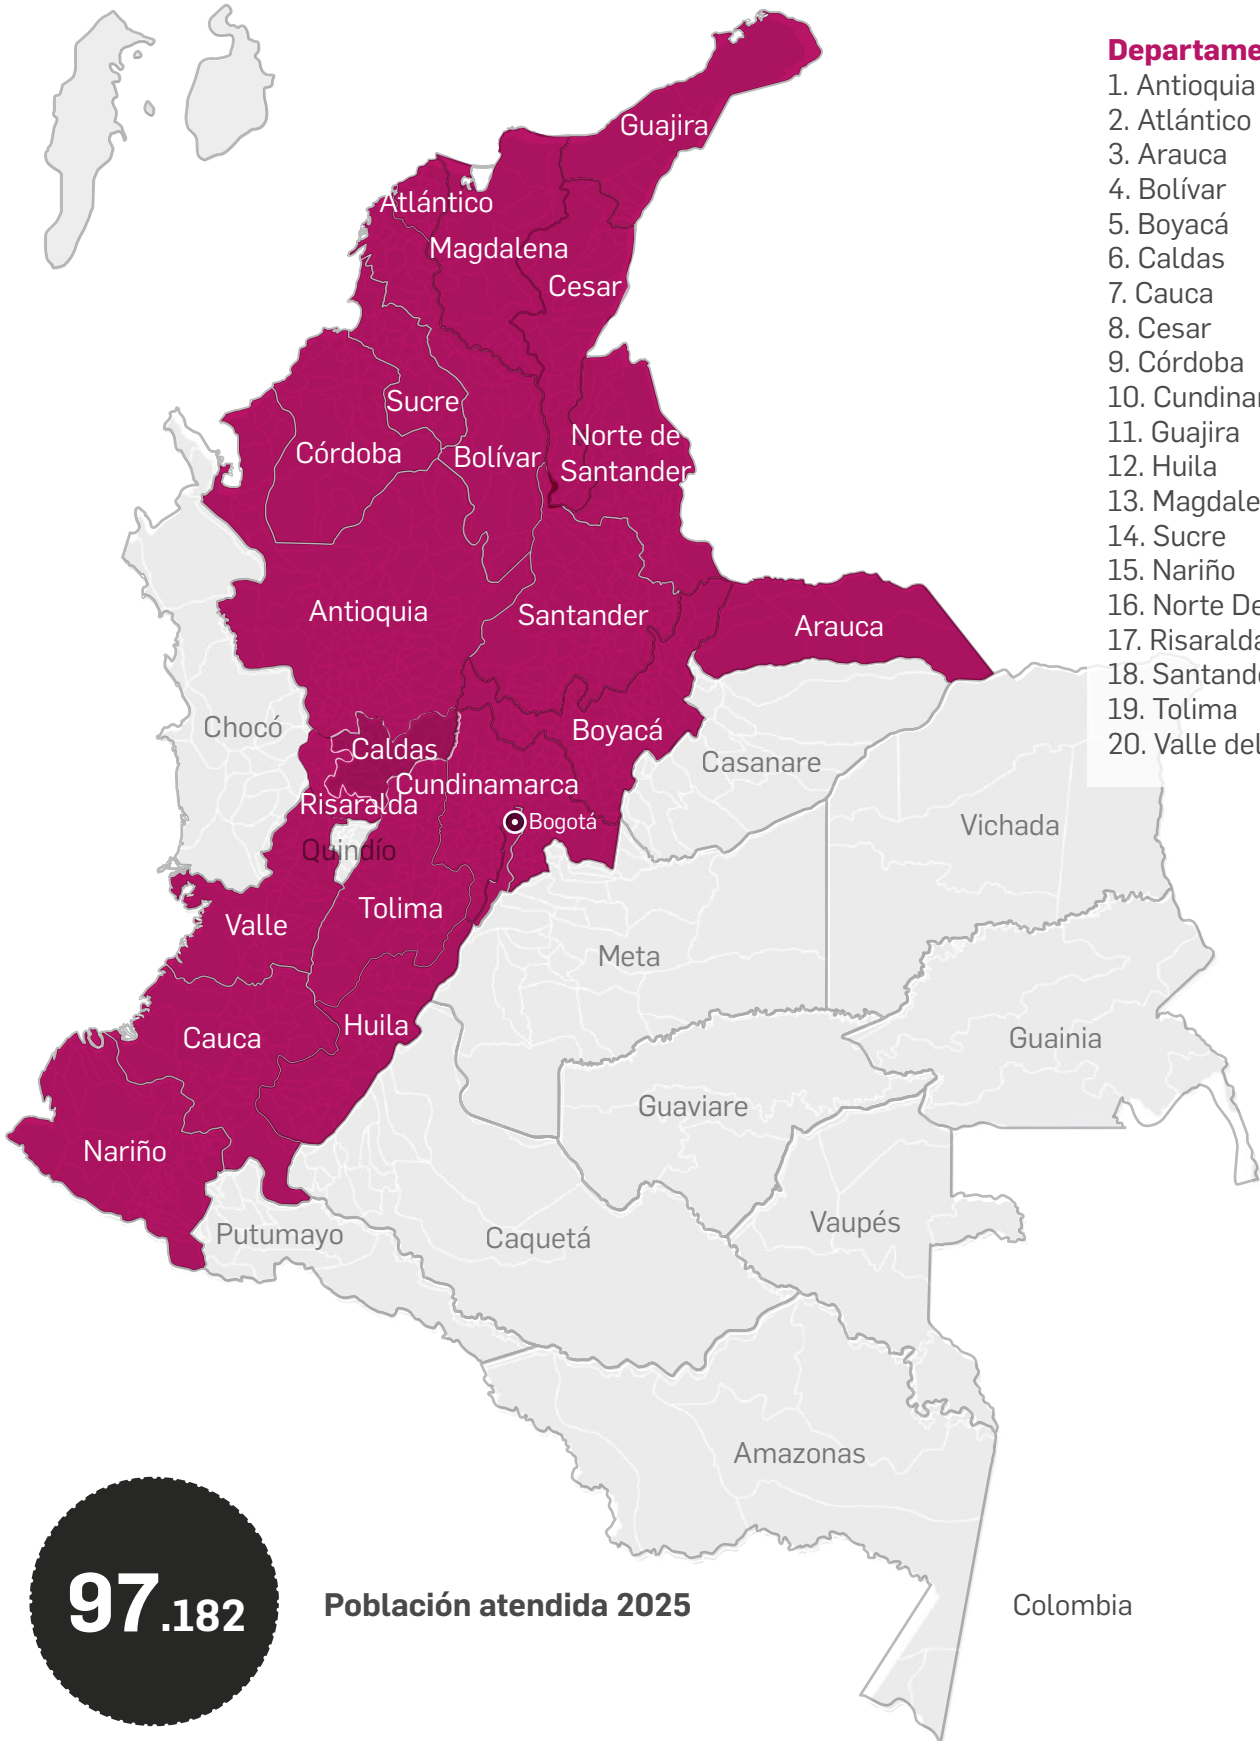 Departame
1. Antioquia
2. Atlántico
3. Arauca
4. Bolívar
5. Boyacá
6. Caldas
7. Cauca
8. Cesar
9. Córdoba
10. Cundinar
11. Guajira
12. Huila
13. Magdale
14. Sucre
15. Nariño
16. Norte De
17. Risaralda
18. Santande
19. Tolima
20. Valle del
Guajira
Atlántico
Magdalena
Cesar
Sucre
Córdoba
Bolívar
Norte de
Santander
Antioquia
Santander
Arauca
Chocó
Caldas
Boyacá
Casanare
Cundinamarca
Risaralda
Bogotá
Vichada
Quindío
Tolima
Valle
Meta
Huila
Cauca
Guainia
Guaviare
Nariño
Vaupés
Putumayo
Caquetá
Amazonas
97.182
Población atendida 2025
Colombia